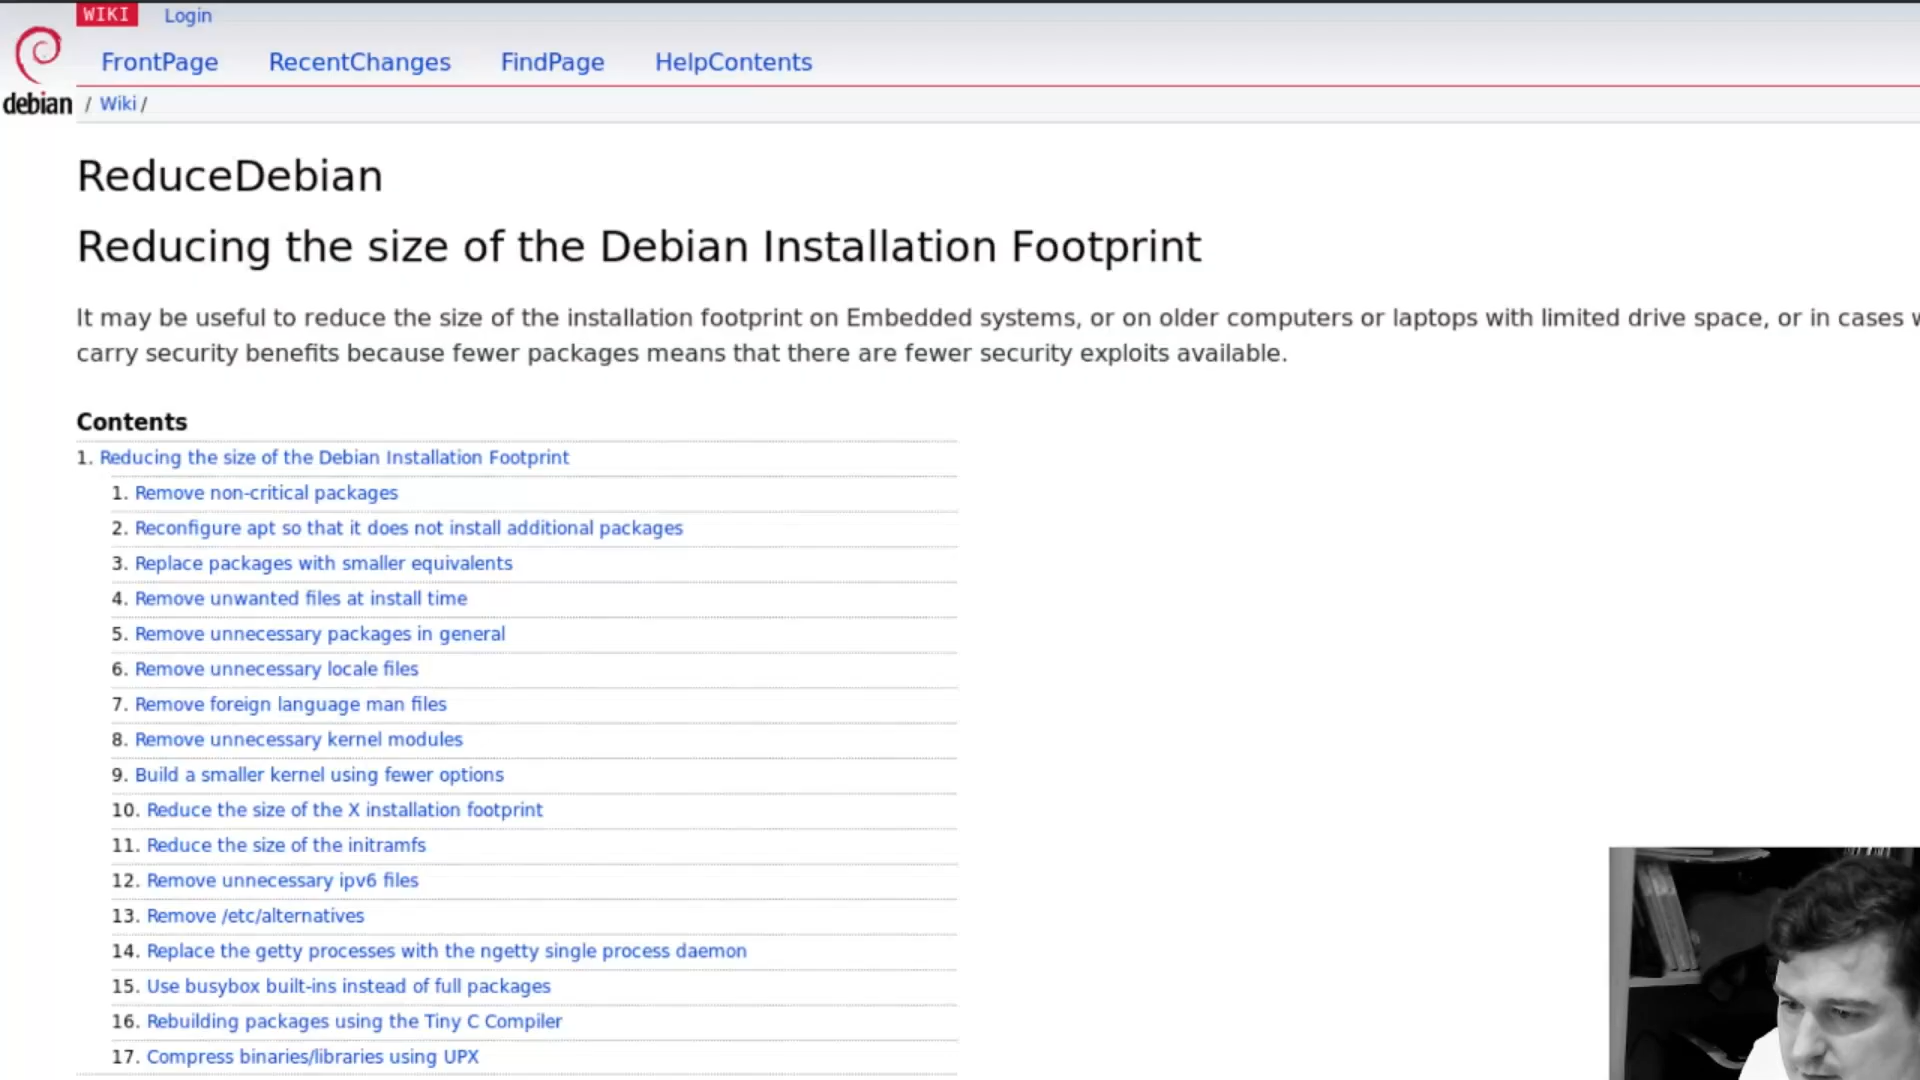 WIKI Login
FrontPage RecentChanges FindPage HelpContents
debian / Wiki /
ReduceDebian
Reducing the size of the Debian Installation Footprint
It may be useful to reduce the size of the installation footprint on Embedded systems, or on older computers or laptops with limited drive space, or in cases
carry security benefits because fewer packages means that there are fewer security exploits available.
Contents
1. Reducing the size of the Debian Installation Footprint
1. Remove non-critical packages
2. Reconfigure apt so that it does not install additional packages
3. Replace packages with smaller equivalents
4. Remove unwanted files at install time
5. Remove unnecessary packages in general
6. Remove unnecessary locale files
7. Remove foreign language man files
8. Remove unnecessary kernel modules
9. Build a smaller kernel using fewer options
10. Reduce the size of the X installation footprint
11. Reduce the size of the initramfs
12. Remove unnecessary ipv6 files
13. Remove /etc/alternatives
14. Replace the getty processes with the ngetty single process daemon
15. Use busybox built-ins instead of full packages
16. Rebuilding packages using the Tiny C Compiler
17. Compress binaries/libraries using UPX